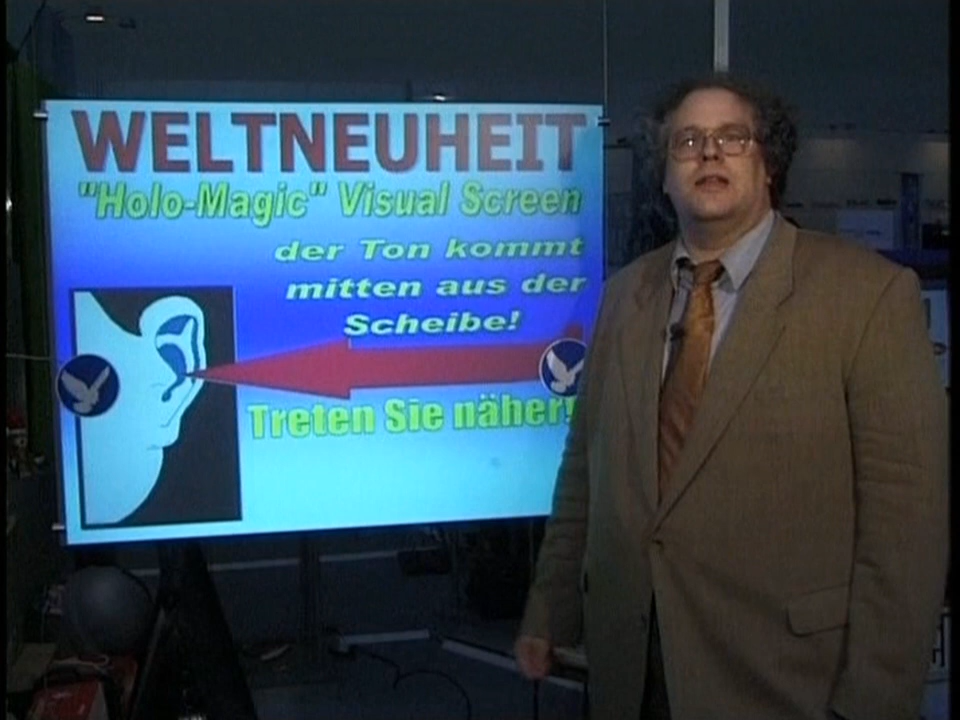 WELTNEUHEIT
"Holo-Magic" Visual Screen
der Ton kommt
mitten aus der
Scheibe!
Treten Sie näher!